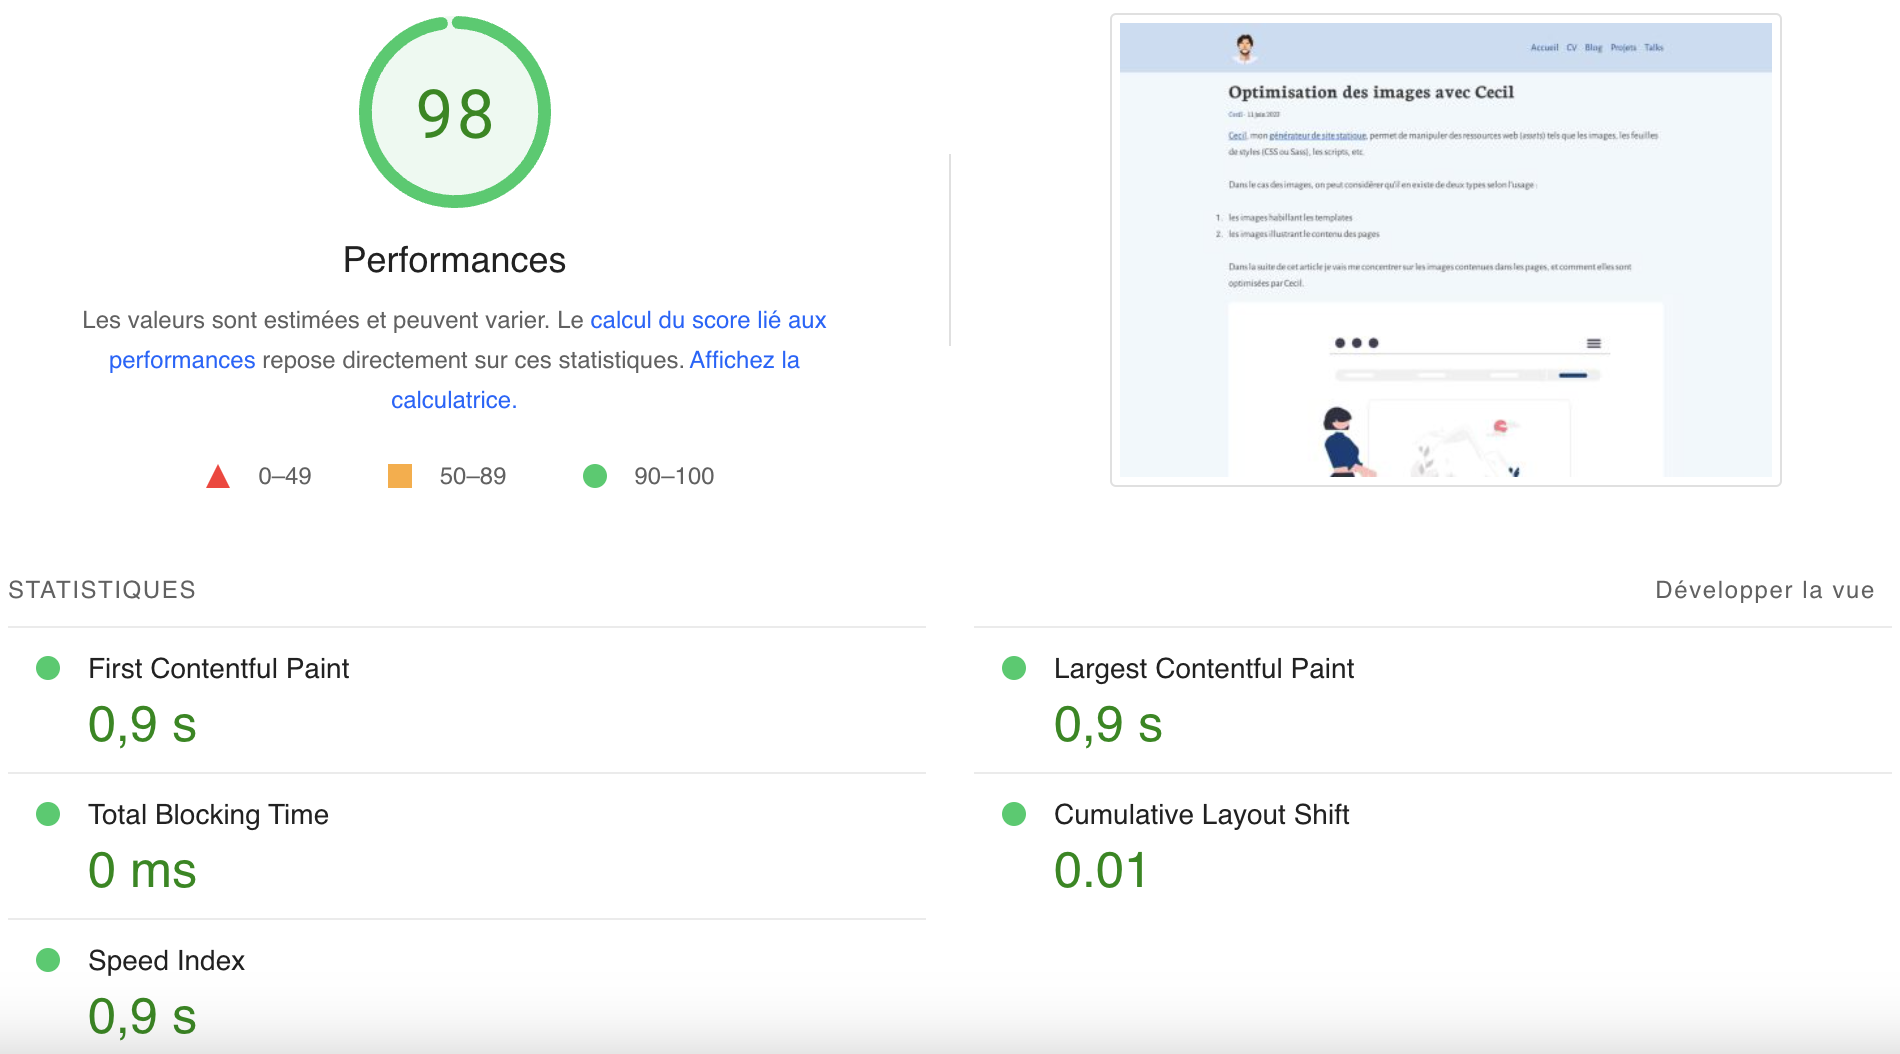 98
Performances
Les valeurs sont estimées et peuvent varier. Le calcul du score lié aux
performances repose directement sur ces statistiques. Affichez la
calculatrice.
0–49
50–89
90–100
Accueil CV Blog Projets Talks
Optimisation des images avec Cecil
Cecil · 11 juin 2022
Cecil, mon générateur de site statique, permet de manipuler des ressources web (assets) tels que les images, les feuilles
de styles (CSS ou Sass), les scripts, etc.
Dans le cas des images, on peut considérer qu'il en existe de deux types selon l'usage :
1. les images habillant les templates
2. les images illustrant le contenu des pages
Dans la suite de cet article je vais me concentrer sur les images contenues dans les pages, et comment elles sont
optimisées par Cecil.
STATISTIQUES
Développer la vue
First Contentful Paint
0,9 s
Largest Contentful Paint
0,9 s
Total Blocking Time
0 ms
Cumulative Layout Shift
0.01
Speed Index
0,9 s